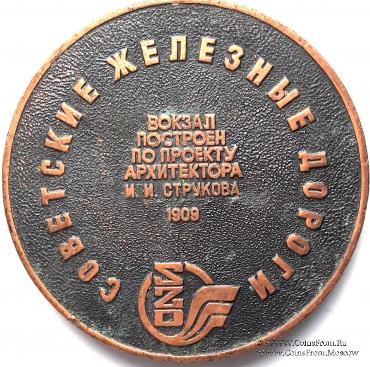 СОВЕТСКИЕ ЖЕЛЕЗНЫЕ ДОРОГИ
ВОКЗАЛ
ПОСТРОЕН
ПО ПРОЕКТУ
АРХИТЕКТОРА
И. И. СТРУКОВА
1909
© WWW.CoinsFrom.Ru
www.CoinsFrom.Moscow